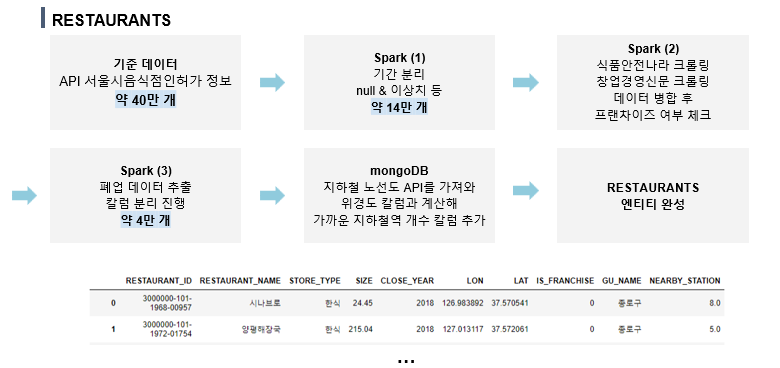 RESTAURANTS
기준 데이터
API 서울시음식점인허가 정보
약 40만 개
Spark (1)
기간 분리
null & 이상치 등
약 14만 개
Spark (2)
식품안전나라 크롤링
창업경영신문 크롤링
데이터 병합 후
프랜차이즈 여부 체크
Spark (3)
폐업 데이터 추출
칼럼 분리 진행
약 4만 개
mongoDB
지하철 노선도 API를 가져와
위경도 칼럼과 계산해
가까운 지하철역 개수 칼럼 추가
RESTAURANTS
엔티티 완성
RESTAURANT_ID RESTAURANT_NAME STORE_TYPE SIZE CLOSE_YEAR LON LAT IS_FRANCHISE GU_NAME NEARBY_STATION
0 3000000-101-1968-00957 시나브로 한식 24.45 2018 126.983892 37.570541 0 종로구 8.0
1 3000000-101-1972-01754 양평해장국 한식 215.04 2018 127.013117 37.572061 0 종로구 5.0
...